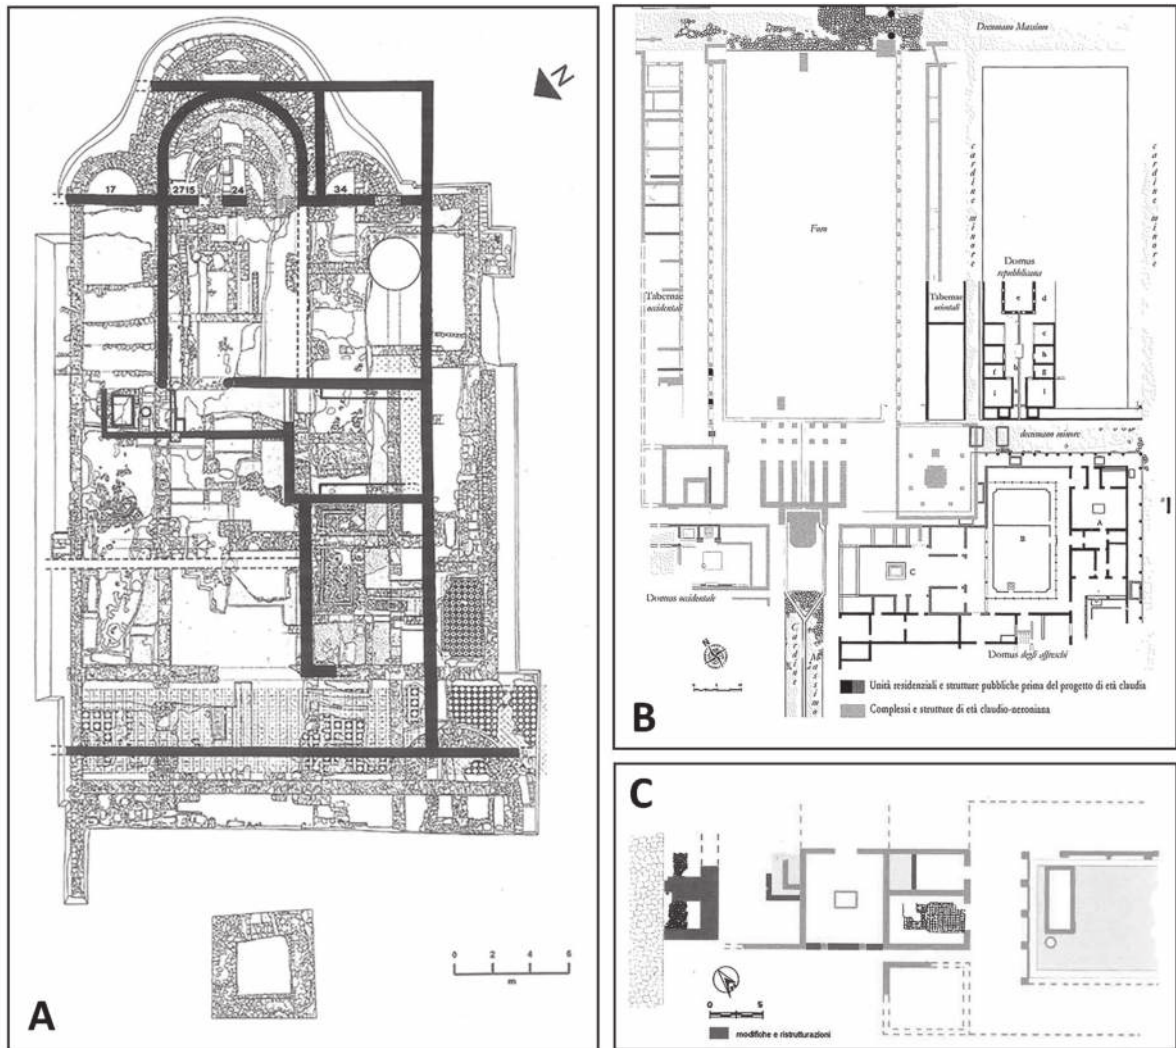 N
17
2715
24
34
0 2 4 6
m
A
Decumano Massimo
cardine minore
cardine minore
Foro
Domus
repubblicana
e
d
Tabernae
occidentali
Tabernae
orientali
c
h
b
f
g
i
l
decumano minore
A
B
C
Domus occidentale
Cardine Massimo
Domus degli affreschi
N
Unità residenziali e strutture pubbliche prima del progetto di età claudia
Complessi e strutture di età claudio-neroniana
B
C
0 5
modifiche e ristrutturazioni